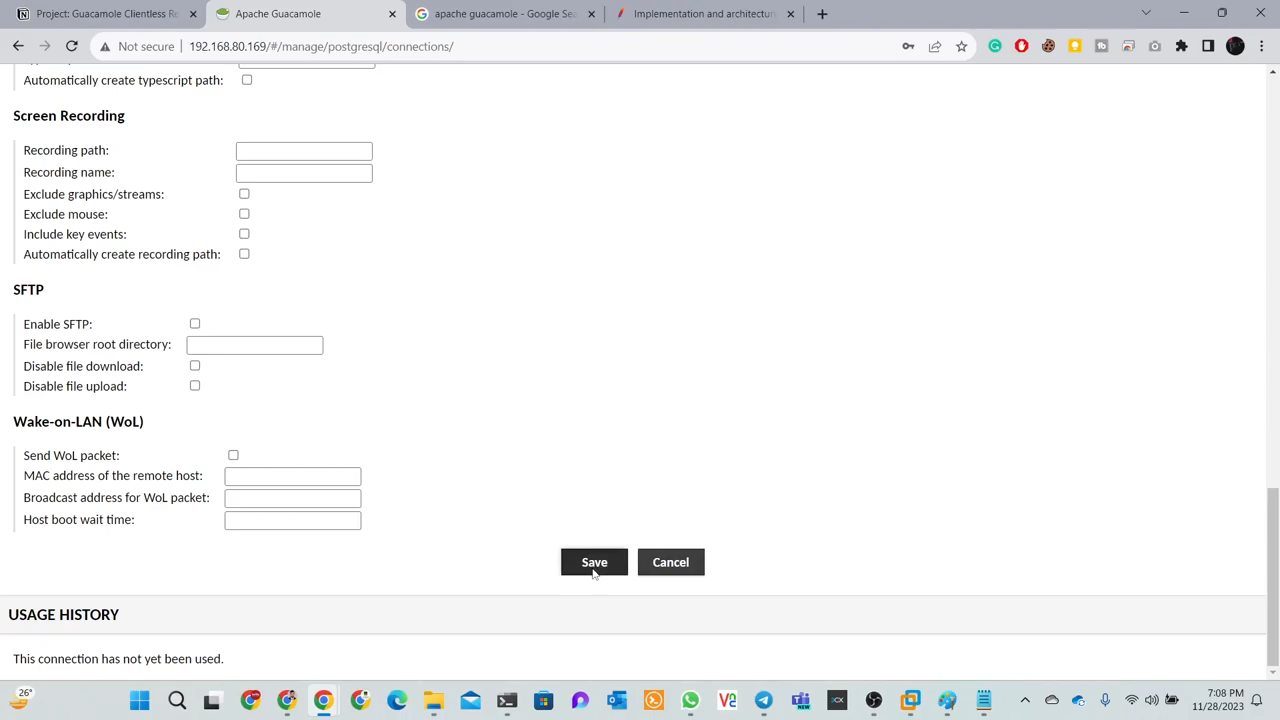 Project: Guacamole Clientless Re
Apache Guacamole
apache guacamole - Google Sea
Implementation and architectur
Not secure
192.168.80.169/#/manage/postgresql/connections/
Automatically create typescript path:
Screen Recording
Recording path:
Recording name:
Exclude graphics/streams:
Exclude mouse:
Include key events:
Automatically create recording path:
SFTP
Enable SFTP:
File browser root directory:
Disable file download:
Disable file upload:
Wake-on-LAN (WoL)
Send WoL packet:
MAC address of the remote host:
Broadcast address for WoL packet:
Host boot wait time:
Save
Cancel
USAGE HISTORY
This connection has not yet been used.
26°
7:08 PM
11/28/2023